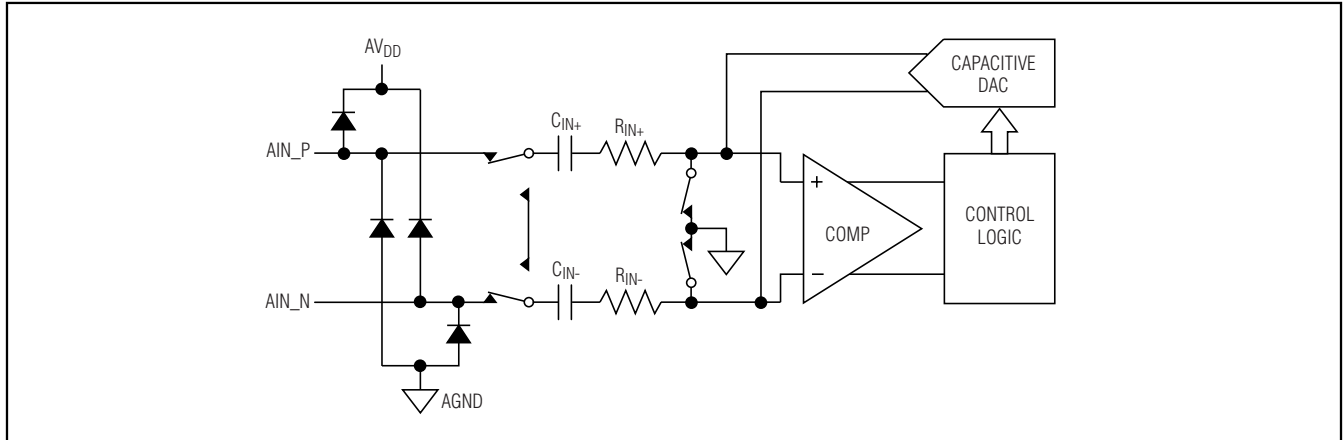 AVDD
CAPACITIVE
DAC
CIN+
RIN+
AIN_P
+
COMP
CONTROL
LOGIC
CIN-
RIN-
−
AIN_N
AGND